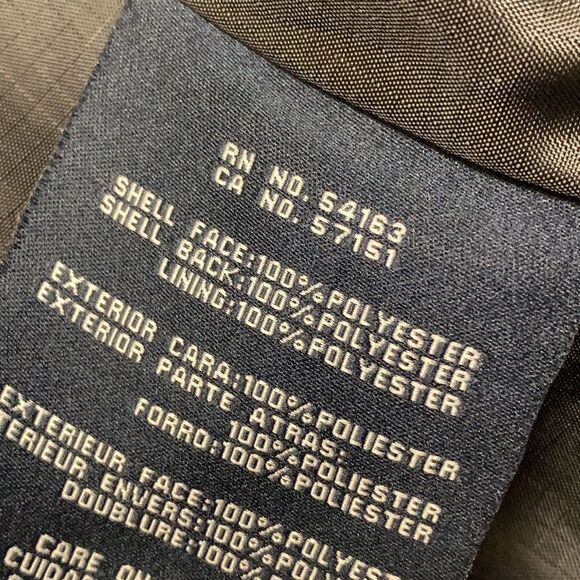 RN NO. 54163
CA NO. 57151
SHELL FACE:100%POLYESTER
SHELL BACK:100%POLYESTER
LINING:100%POLYESTER
EXTERIOR CARA:100%POLIESTER
EXTERIOR PARTE ATRAS:
100%POLIESTER
FORRO:100%POLIESTER
EXTERIEUR FACE:100%POLYESTER
ENVERS:100%POLYESTER
DOUBLURE:100%POLYESTER
CARE